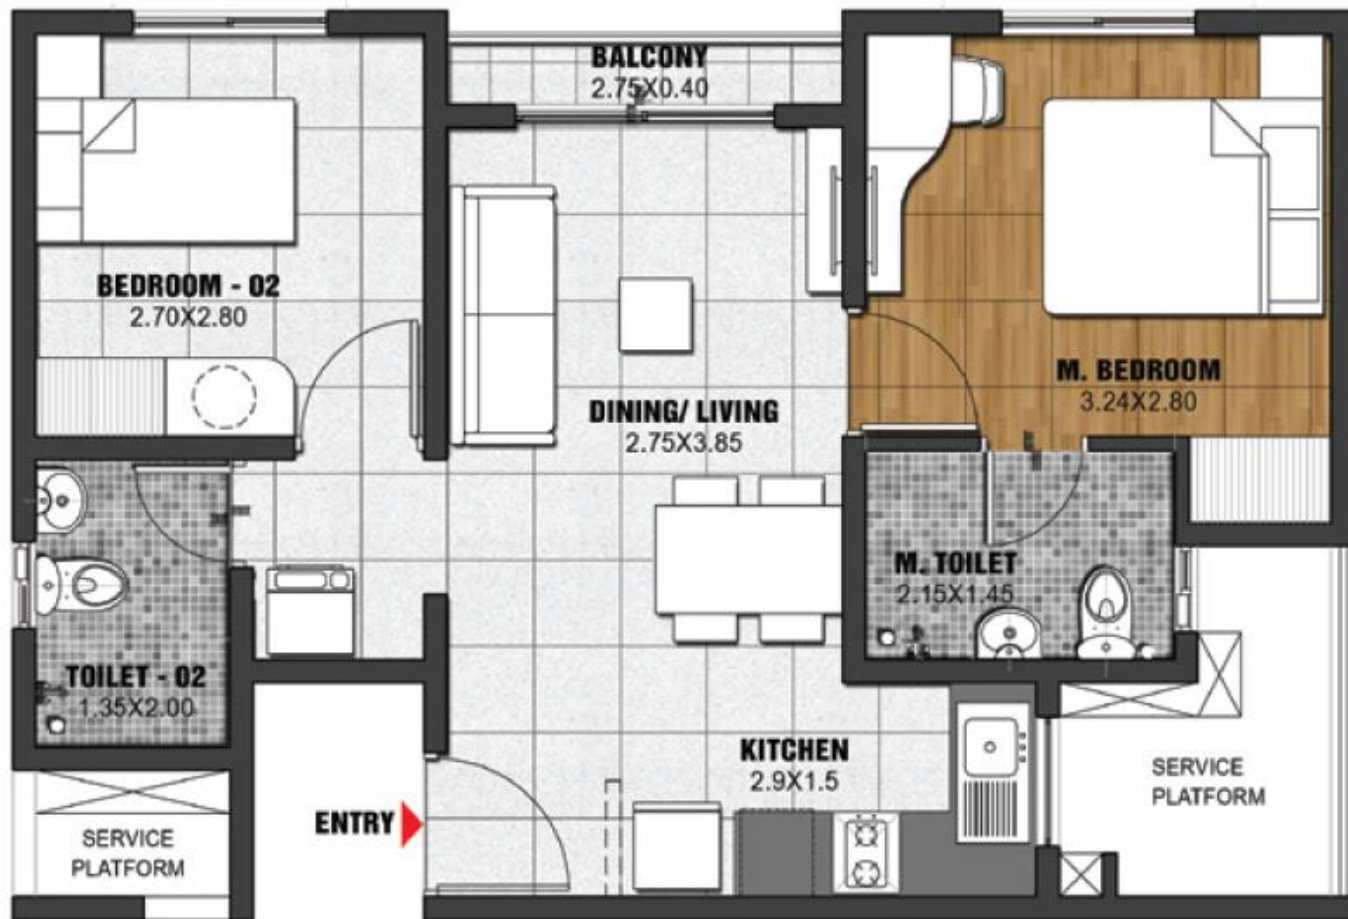 BALCONY
2.75X0.40
BEDROOM - 02
2.70X2.80
M. BEDROOM
3.24X2.80
DINING/ LIVING
2.75X3.85
M. TOILET
2.15X1.45
TOILET - 02
1.35X2.00
KITCHEN
2.9X1.5
SERVICE
PLATFORM
ENTRY
SERVICE
PLATFORM